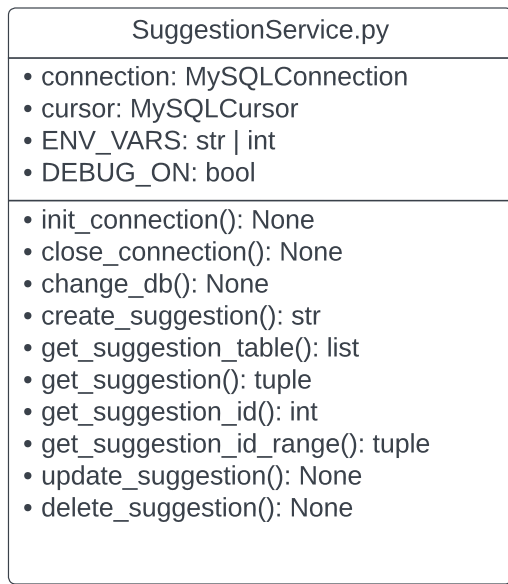 SuggestionService.py
• connection: MySQLConnection
• cursor: MySQLCursor
• ENV_VARS: str | int
• DEBUG_ON: bool
• init_connection(): None
• close_connection(): None
• change_db(): None
• create_suggestion(): str
• get_suggestion_table(): list
• get_suggestion(): tuple
• get_suggestion_id(): int
• get_suggestion_id_range(): tuple
• update_suggestion(): None
• delete_suggestion(): None